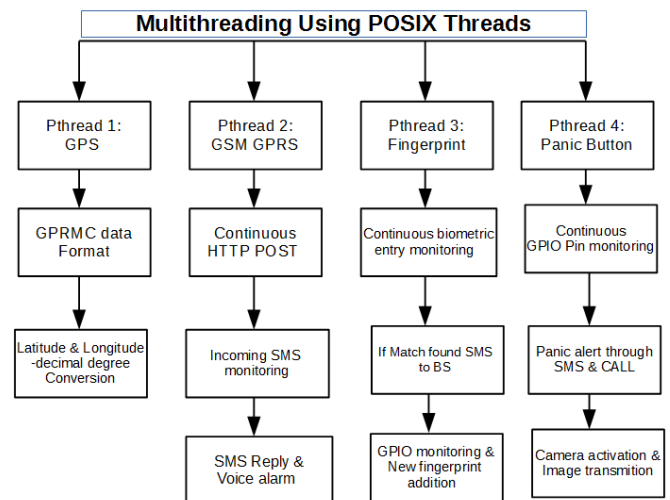 Multithreading Using POSIX Threads
Pthread 1:
GPS
Pthread 2:
GSM GPRS
Pthread 3:
Fingerprint
Pthread 4:
Panic Button
GPRMC data
Format
Continuous
HTTP POST
Continuous biometric
entry monitoring
Continuous
GPIO Pin monitoring
Latitude & Longitude
-decimal degree
Conversion
Incoming SMS
monitoring
If Match found SMS
to BS
Panic alert through
SMS & CALL
SMS Reply &
Voice alarm
GPIO monitoring &
New fingerprint
addition
Camera activation &
Image transmition